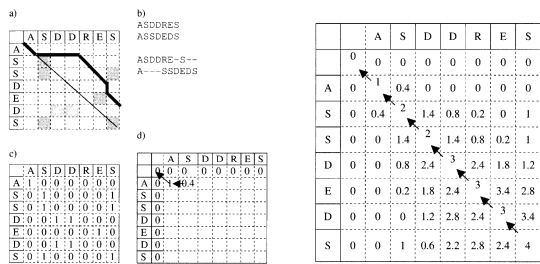 a)
A S D D R E S
A
S
S
D
E
D
S
b)
ASDDRES
ASSDEDS
ASDDRE-S--
A---SSDEDS
c)
A S D D R E S
A 1 0 0 0 0 0 0
S 0 1 0 0 0 0 1
S 0 1 0 0 0 0 1
D 0 0 1 1 0 0 0
E 0 0 0 0 0 1 0
D 0 0 1 1 0 0 0
S 0 1 0 0 0 0 1
d)
A S D D R E S
0 0 0 0 0 0 0 0
A 0 1 0.4
S 0
S 0
D 0
E 0
D 0
S 0
A S D D R E S
0 0 0 0 0 0 0 0
A 0 1 0.4 0 0 0 0 0
S 0 0.4 2 1.4 0.8 0.2 0 1
S 0 0 1.4 2 1.4 0.8 0.2 1
D 0 0 0.8 2.4 3 2.4 1.8 1.2
E 0 0 0.2 1.8 2.4 3 3.4 2.8
D 0 0 0 1.2 2.8 2.4 3 3.4
S 0 0 1 0.6 2.2 2.8 2.4 4